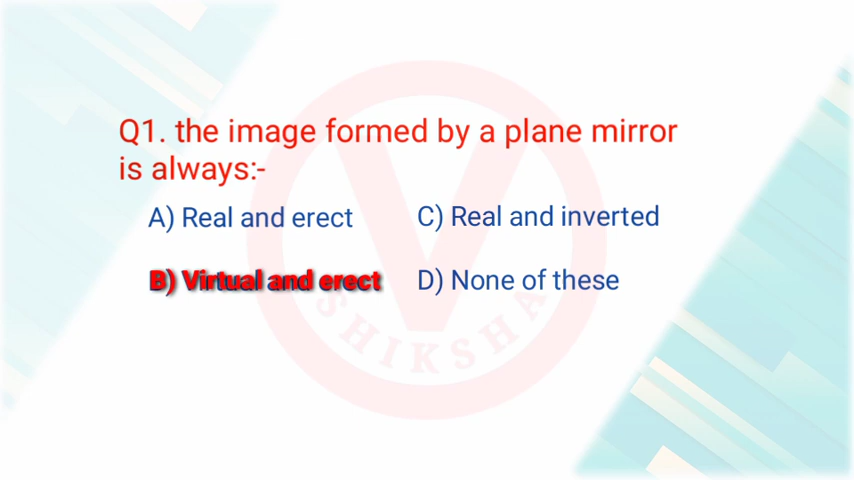 Q1. the image formed by a plane mirror
is always:-
A) Real and erect
C) Real and inverted
B) Virtual and erect
D) None of these
V
SHIKSHA